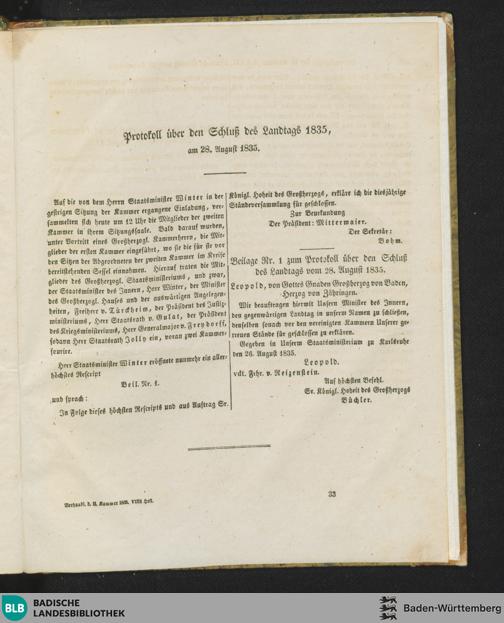 Protokoll über den Schluß des Landtags 1835,
am 28. August 1835.
Auf die von dem Herrn Staatsminister Winter in der
gestrigen Sitzung der Kammer ergangene Einladung, ver-
sammelten sich heute um 12 Uhr die Mitglieder der zweiten
Kammer in ihrem Sitzungssaale. Bald darauf wurden,
unter Vortritt eines Großherzogl. Kammerherrn, die Mit-
glieder der ersten Kammer eingeführt, wo sie die für sie vor
den Sitzen der Abgeordneten der zweiten Kammer im Kreise
bereitstehenden Sessel einnahmen. Hierauf traten die Mit-
glieder des Großherzogl. Staatsministeriums, und zwar,
der Staatsminister des Innern, Herr Winter, der Minister
des Großherzogl. Hauses und der auswärtigen Angelegen-
heiten, Freiherr v. Türckheim, der Präsident des Justiz-
ministeriums, Herr Staatsrath v. Gulat, der Präsident
des Kriegsministeriums, Herr Generalmajor v. Freydorff,
sodann Herr Staatsrath Jolly ein, voran zwei Kammer-
fouriere.
Herr Staatsminister Winter eröffnete nunmehr ein aller-
höchstes Rescript
Beil. Nr. 1.
und sprach:
In Folge dieses höchsten Rescripts und aus Auftrag Sr.
Königl. Hoheit des Großherzogs, erkläre ich die diesjährige
Ständeversammlung für geschlossen.
Zur Beurkundung
Der Präsident: Mittermaier.
Der Sekretär:
Bohm.
Beilage Nr. 1 zum Protokoll über den Schluß
des Landtags vom 28. August 1835.
Leopold, von Gottes Gnaden Großherzog von Baden,
Herzog von Zähringen.
Wir beauftragen hiermit Unsern Minister des Innern,
den gegenwärtigen Landtag in unserm Namen zu schließen,
denselben sonach vor den vereinigten Kammern Unserer ge-
treuen Stände für geschlossen zu erklären.
Gegeben in Unserm Staatsministerium zu Karlsruhe
den 26. August 1835.
Leopold.
vdt. Frhr. v. Reizenstein.
Auf höchsten Befehl.
Sr. Königl. Hoheit des Großherzogs
Büchler.
Verhandl. d. II. Kammer 1835. VIIIs Heft.
33
BLB
BADISCHE
LANDESBIBLIOTHEK
Baden-Württemberg